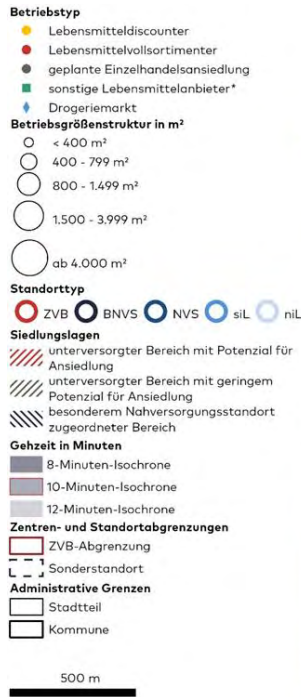 Betriebstyp
Lebensmitteldiscounter
Lebensmittelvollsortimenter
geplante Einzelhandelsansiedlung
sonstige Lebensmittelanbieter*
Drogeriemarkt
Betriebsgrößenstruktur in m²
< 400 m²
400 - 799 m²
800 - 1.499 m²
1.500 - 3.999 m²
ab 4.000 m²
Standorttyp
ZVB BNVS NVS siL niL
Siedlungslagen
unterversorgter Bereich mit Potenzial für
Ansiedlung
unterversorgter Bereich mit geringem
Potenzial für Ansiedlung
besonderem Nahversorgungsstandort
zugeordneter Bereich
Gehzeit in Minuten
8-Minuten-Isochrone
10-Minuten-Isochrone
12-Minuten-Isochrone
Zentren- und Standortabgrenzungen
ZVB-Abgrenzung
Sonderstandort
Administrative Grenzen
Stadtteil
Kommune
500 m